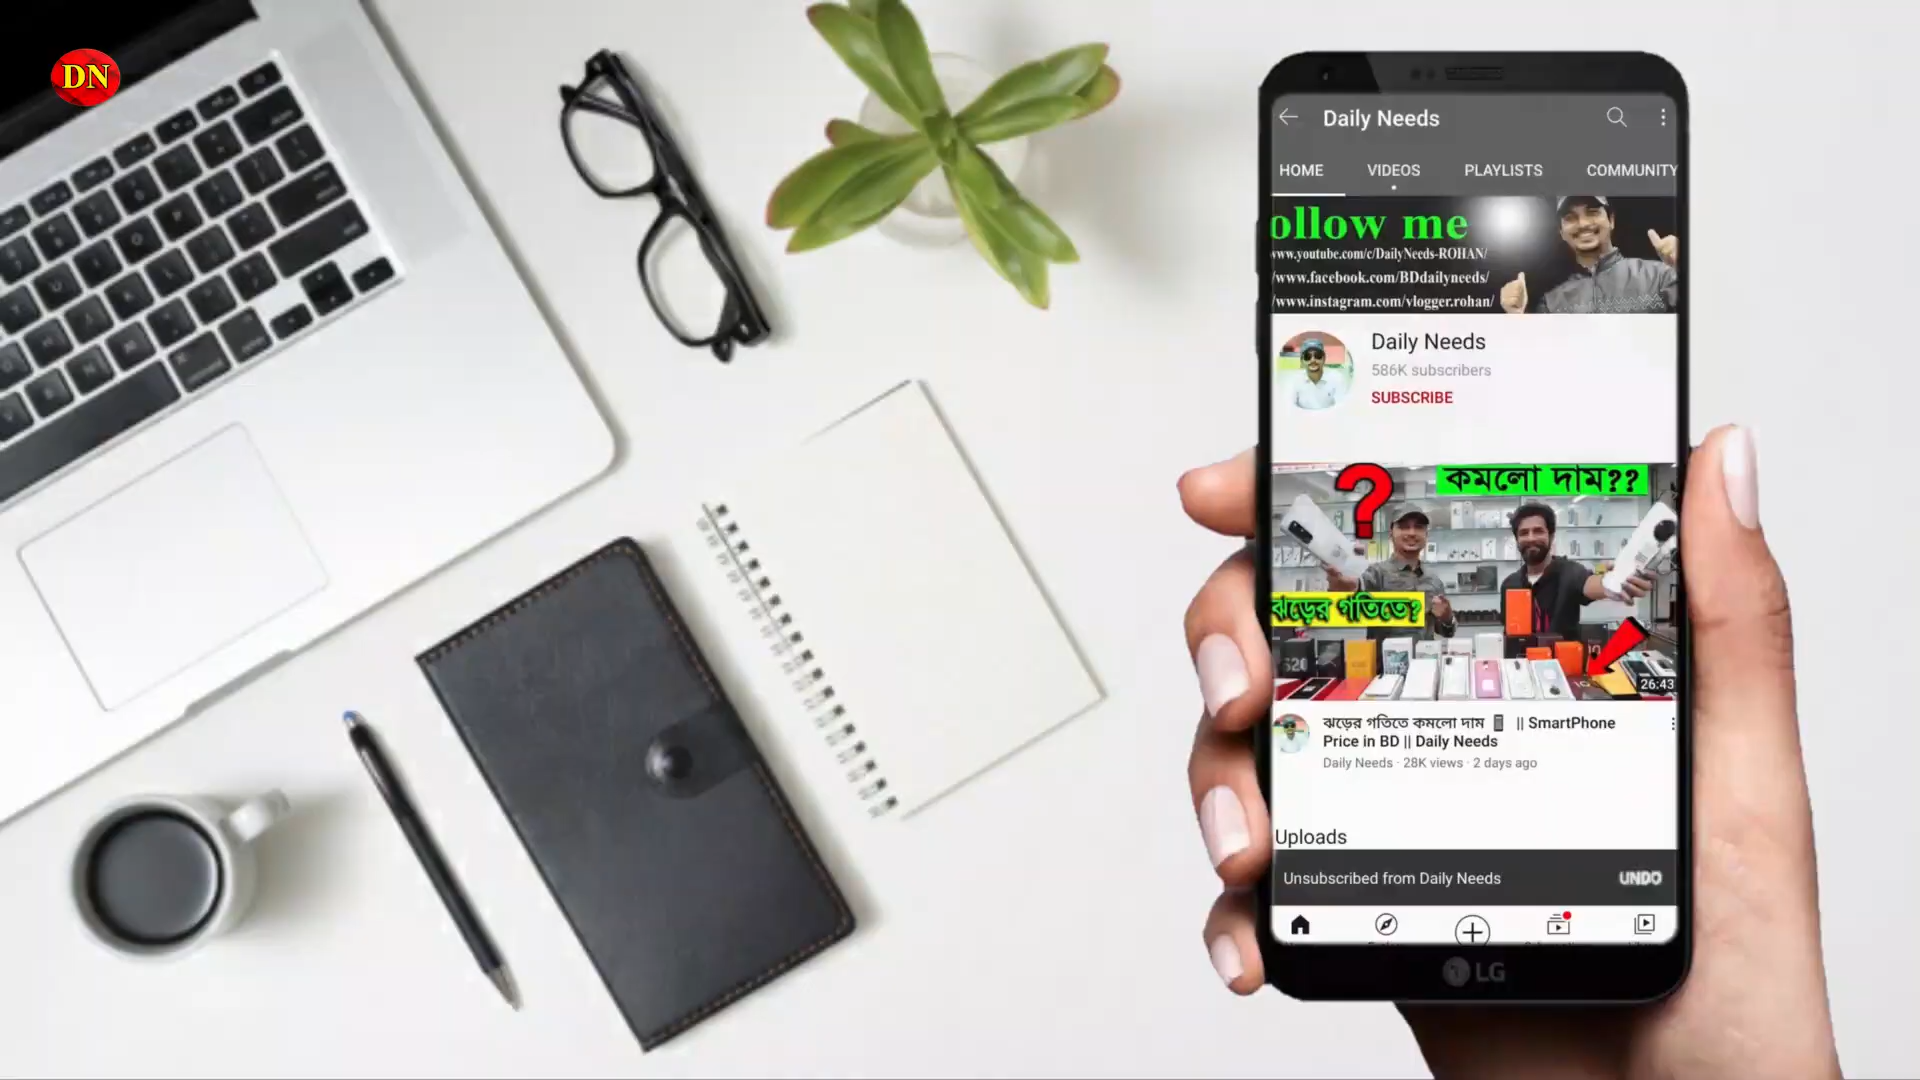 DN
Daily Needs
HOME VIDEOS PLAYLISTS COMMUNITY
ollow me
www.youtube.com/c/DailyNeeds-ROHAN/
/www.facebook.com/BDdailyneeds/
/www.instagram.com/vlogger.rohan/
Daily Needs
586K subscribers
SUBSCRIBE
?
কমলো দাম??
ঝড়ের গতিতে?
S20
26:43
ঝড়ের গতিতে কমলো দাম || SmartPhone
Price in BD || Daily Needs
Daily Needs · 28K views · 2 days ago
Uploads
Unsubscribed from Daily Needs UNDO
LG